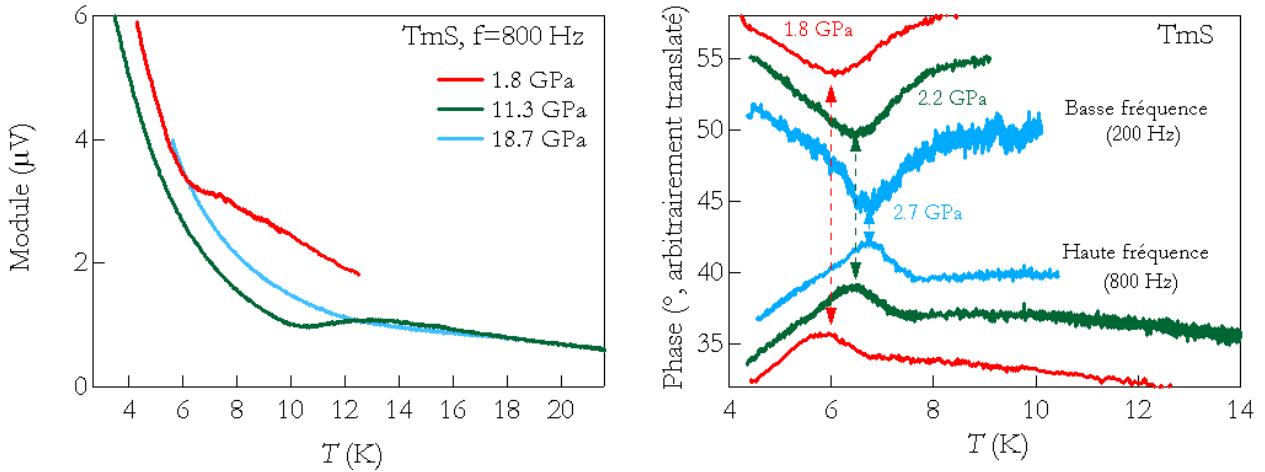 6
4
2
0
Module (μV)
TmS, f=800 Hz
1.8 GPa
11.3 GPa
18.7 GPa
4 6 8 10 12 14 16 18 20
T (K)
55
50
45
40
35
Phase (°, arbitrairement translaté)
1.8 GPa
TmS
2.2 GPa
Basse fréquence
(200 Hz)
2.7 GPa
Haute fréquence
(800 Hz)
4 6 8 10 12 14
T (K)